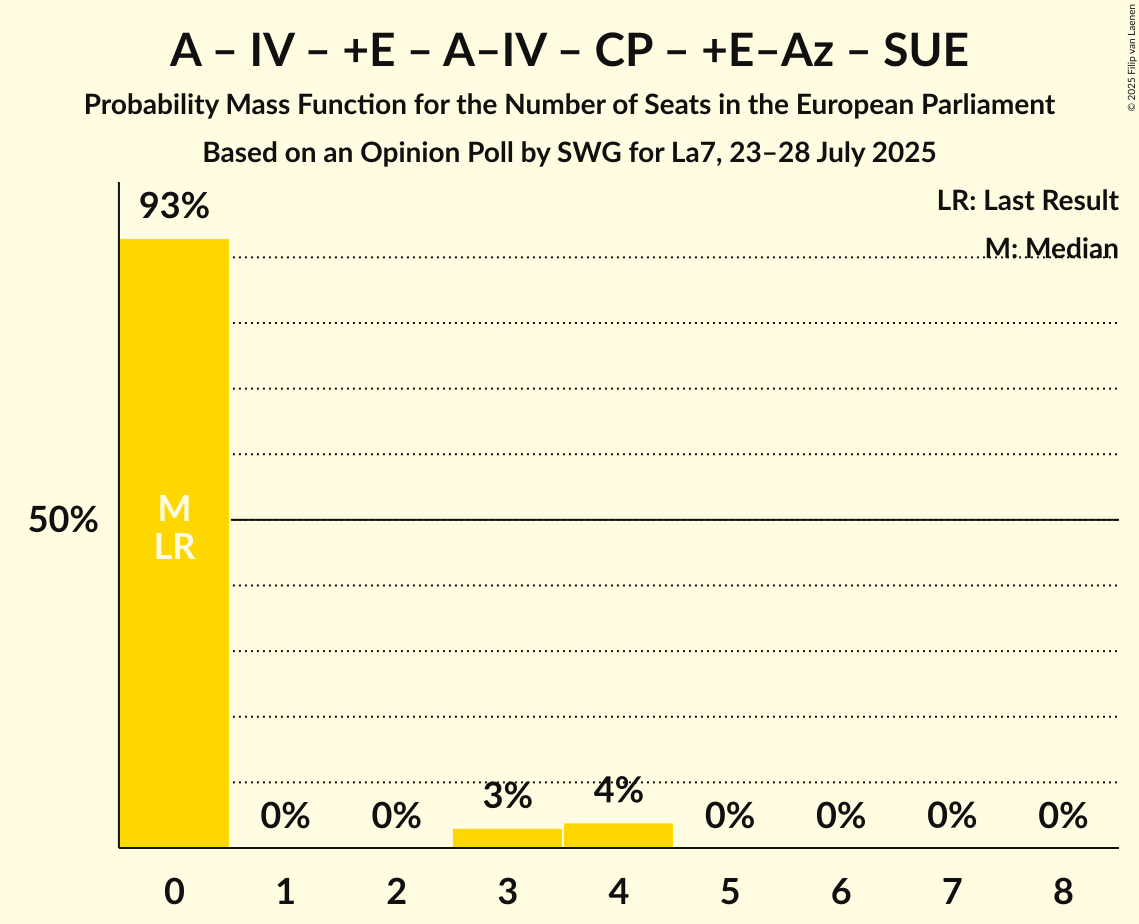 A – IV – +E – A–IV – CP – +E–Az – SUE
Probability Mass Function for the Number of Seats in the European Parliament
Based on an Opinion Poll by SWG for La7, 23–28 July 2025
© 2025 Filip van Laenen
LR: Last Result
M: Median
93%
M
LR
50%
0%
0%
3%
4%
0%
0%
0%
0%
0 1 2 3 4 5 6 7 8